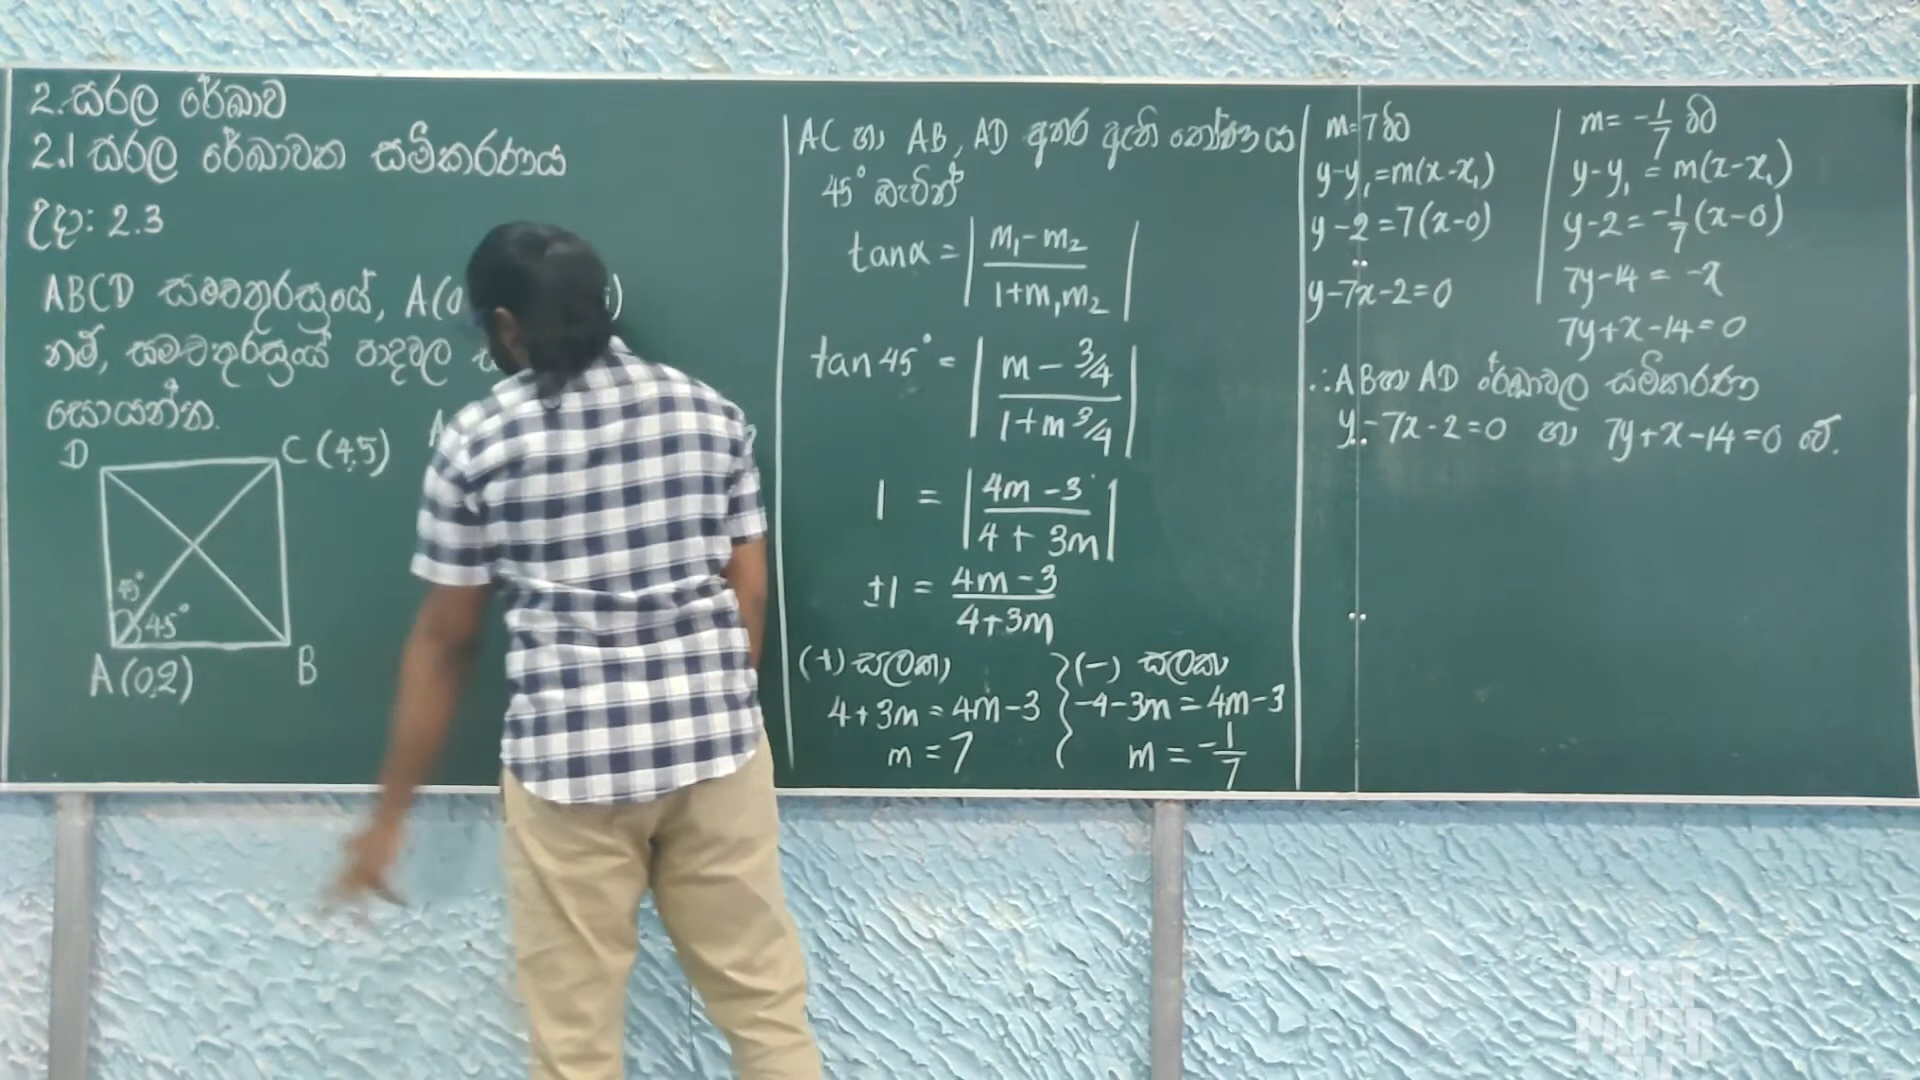 2. සරල රේඛාව
2.1 සරල රේඛාවක සමීකරණය
උදා: 2.3
ABCD සමචතුරස්‍රයේ, A(0
නම්, සමචතුරස්‍රයේ පාදවල
සොයන්න.
D
C (4,5)
45°
45°
A (0,2)
B
AC හා AB, AD අතර ඇති කෝණය
45° බැවින්
tanα = | m₁ - m₂ / 1 + m₁m₂ |
tan 45° = | m - 3/4 / 1 + m 3/4 |
1 = | 4m - 3 / 4 + 3m |
±1 = 4m - 3 / 4 + 3m
(+) සලකා
4 + 3m = 4m - 3
m = 7
(-) සලකා
-4 - 3m = 4m - 3
m = -1/7
m = 7 විට
y - y₁ = m(x - x₁)
y - 2 = 7(x - 0)
y - 7x - 2 = 0
m = -1/7 විට
y - y₁ = m(x - x₁)
y - 2 = -1/7 (x - 0)
7y - 14 = -x
7y + x - 14 = 0
∴ AB හා AD රේඛාවල සමීකරණ
y - 7x - 2 = 0 හා 7y + x - 14 = 0 වේ.
PAST
PAPER